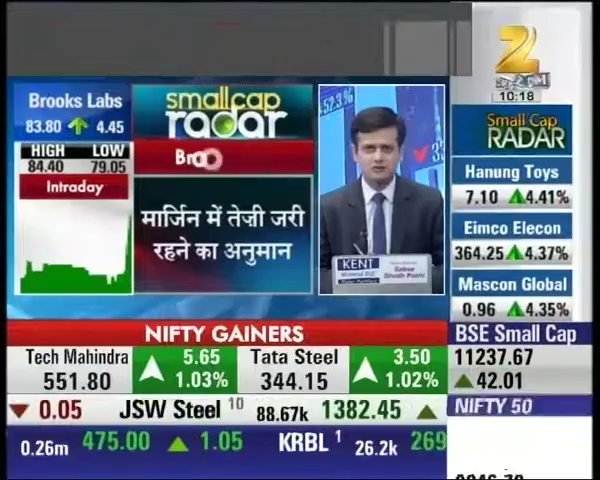 10:18
Brooks Labs
83.80 4.45
HIGH LOW
84.40 79.05
Intraday
smallcap
radar
मार्जिन में तेज़ी जरी
रहने का अनुमान
52.3%
KENT
Small Cap
RADAR
Hanung Toys
7.10 4.41%
Eimco Elecon
364.25 4.37%
Mascon Global
0.96 4.35%
NIFTY GAINERS
Tech Mahindra 5.65
551.80 1.03%
Tata Steel 3.50
344.15 1.02%
BSE Small Cap
11237.67
42.01
0.05 JSW Steel 10 88.67k 1382.45
NIFTY 50
0.26m 475.00 1.05 KRBL 1 26.2k 269